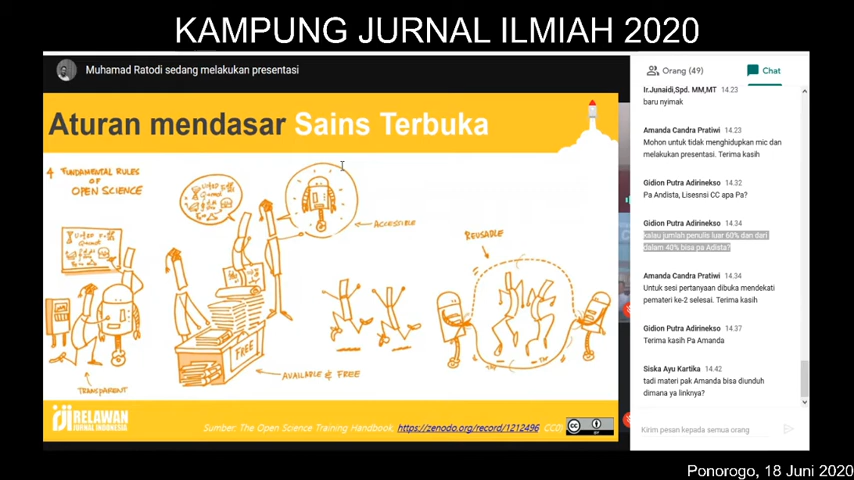 KAMPUNG JURNAL ILMIAH 2020
Muhamad Ratodi sedang melakukan presentasi
Aturan mendasar Sains Terbuka
4 FUNDAMENTAL RULES
OF
OPEN SCIENCE
ACCESSIBLE
REUSABLE
FREE
AVAILABLE & FREE
TRANSPARENT
RELAWAN
JURNAL INDONESIA
Sumber: The Open Science Training Handbook, https://zenodo.org/record/1212496 CC0
cc
BY
Orang (49)
Chat
Ir.Junaidi,Spd. MM,MT 14.23
baru nyimak
Amanda Candra Pratiwi 14.23
Mohon untuk tidak menghidupkan mic dan
melakukan presentasi. Terima kasih
Gidion Putra Adirinekso 14.32
Pa Andista, Lisesnsi CC apa Pa?
Gidion Putra Adirinekso 14.34
kalau jumlah penulis luar 60% dan dari
dalam 40% bisa pa Adista?
Amanda Candra Pratiwi 14.34
Untuk sesi pertanyaan dibuka mendekati
pemateri ke-2 selesai. Terima kasih
Gidion Putra Adirinekso 14.37
Terima kasih Pa Amanda
Siska Ayu Kartika 14.42
tadi materi pak Amanda bisa diunduh
dimana ya linknya?
Kirim pesan kepada semua orang
Ponorogo, 18 Juni 2020